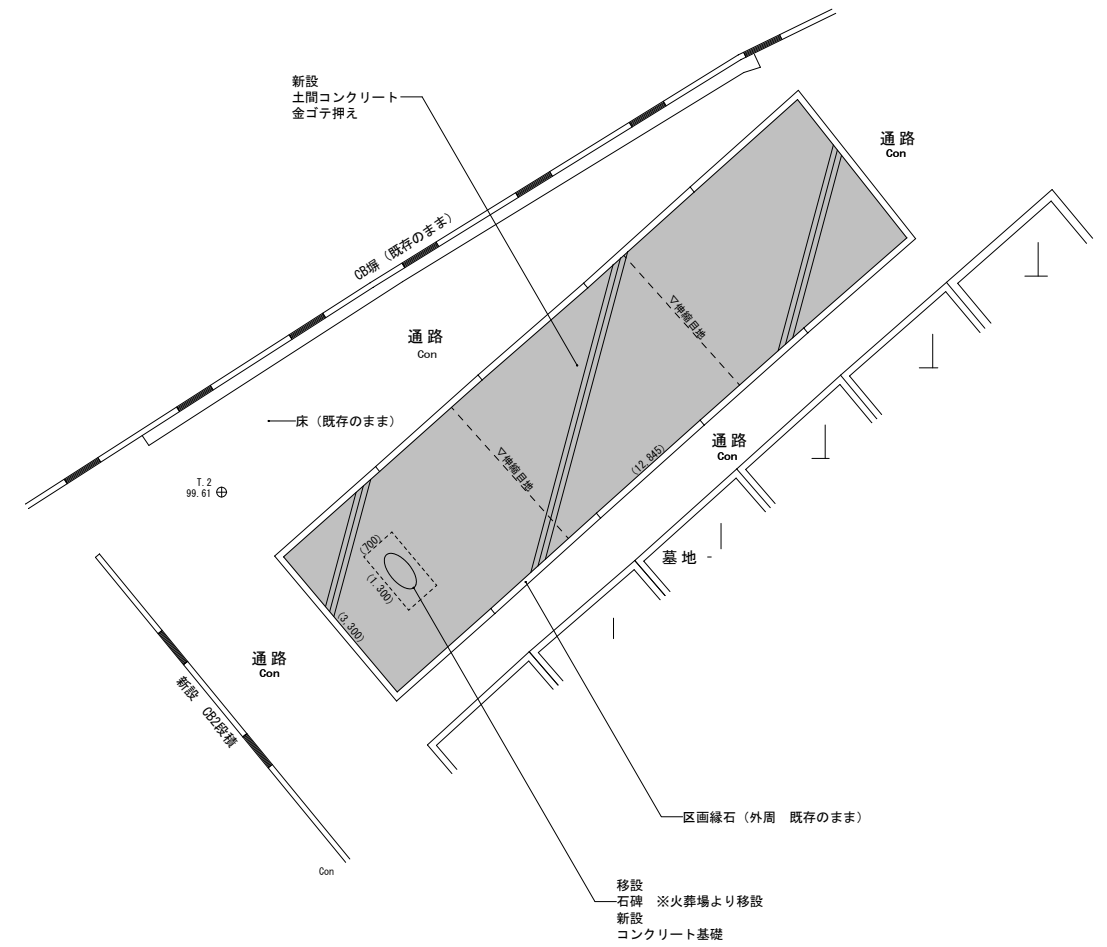 新設
土間コンクリート
金ゴテ押え
通路
Con
CB塀（既存のまま）
▽伸縮目地
通路
Con
床（既存のまま）
通路
Con
▽伸縮目地
(12,845)
T.2
99.61
墓地
(700)
(1,300)
(3,300)
通路
Con
新設　CB2段積
区画縁石（外周　既存のまま）
Con
移設
石碑　※火葬場より移設
新設
コンクリート基礎